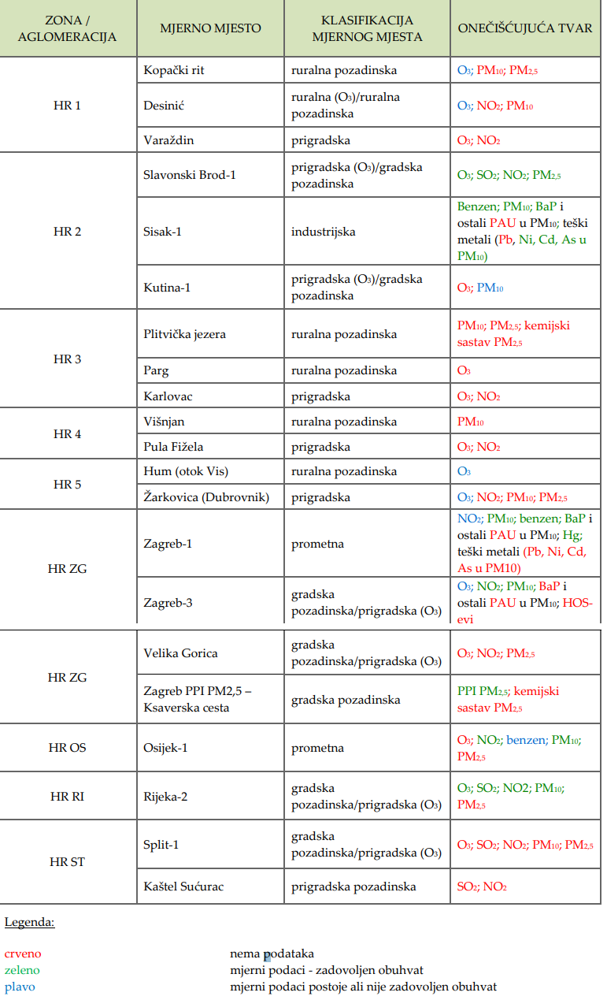 ZONA /
AGLOMERACIJA
MJERNO MJESTO
KLASIFIKACIJA
MJERNOG MJESTA
ONEČIŠĆUJUĆA TVAR
HR 1
Kopački rit
ruralna pozadinska
O3; PM10; PM2,5
Desinić
ruralna (O3)/ruralna
pozadinska
O3; NO2; PM10
Varaždin
prigradska
O3; NO2
HR 2
Slavonski Brod-1
prigradska (O3)/gradska
pozadinska
O3; SO2; NO2; PM2,5
Sisak-1
industrijska
Benzen; PM10; BaP i
ostali PAU u PM10; teški
metali (Pb, Ni, Cd, As u
PM10)
Kutina-1
prigradska (O3)/gradska
pozadinska
O3; PM10
HR 3
Plitvička jezera
ruralna pozadinska
PM10; PM2,5; kemijski
sastav PM2,5
Parg
ruralna pozadinska
O3
Karlovac
prigradska
O3; NO2
HR 4
Višnjan
ruralna pozadinska
PM10
Pula Fižela
prigradska
O3; NO2
HR 5
Hum (otok Vis)
ruralna pozadinska
O3
Žarkovica (Dubrovnik)
prigradska
O3; NO2; PM10; PM2,5
HR ZG
Zagreb-1
prometna
NO2; PM10; benzen; BaP i
ostali PAU u PM10; Hg;
teški metali (Pb, Ni, Cd,
As u PM10)
Zagreb-3
gradska
pozadinska/prigradska (O3)
O3; NO2; PM10; BaP i
ostali PAU u PM10; HOS-
evi
HR ZG
Velika Gorica
gradska
pozadinska/prigradska (O3)
O3; NO2; PM2,5
Zagreb PPI PM2,5 –
Ksaverska cesta
gradska pozadinska
PPI PM2,5; kemijski
sastav PM2,5
HR OS
Osijek-1
prometna
O3; NO2; benzen; PM10;
PM2,5
HR RI
Rijeka-2
gradska
pozadinska/prigradska (O3)
O3; SO2; NO2; PM10;
PM2,5
HR ST
Split-1
gradska
pozadinska/prigradska (O3)
O3; SO2; NO2; PM10; PM2,5
Kaštel Sućurac
prigradska pozadinska
SO2; NO2
Legenda:
crveno nema podataka
zeleno mjerni podaci - zadovoljen obuhvat
plavo mjerni podaci postoje ali nije zadovoljen obuhvat